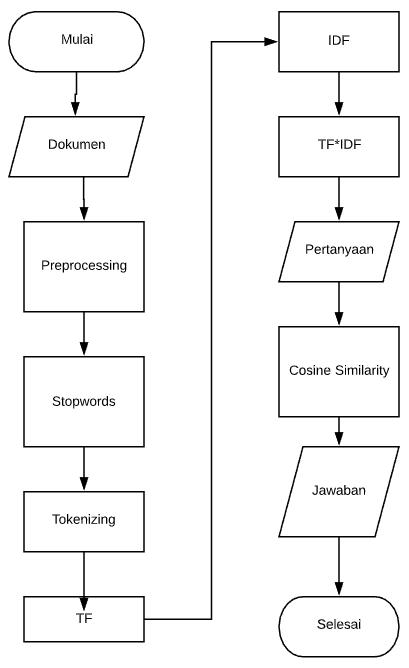 Mulai
Dokumen
Preprocessing
Stopwords
Tokenizing
TF
IDF
TF*IDF
Pertanyaan
Cosine Similarity
Jawaban
Selesai